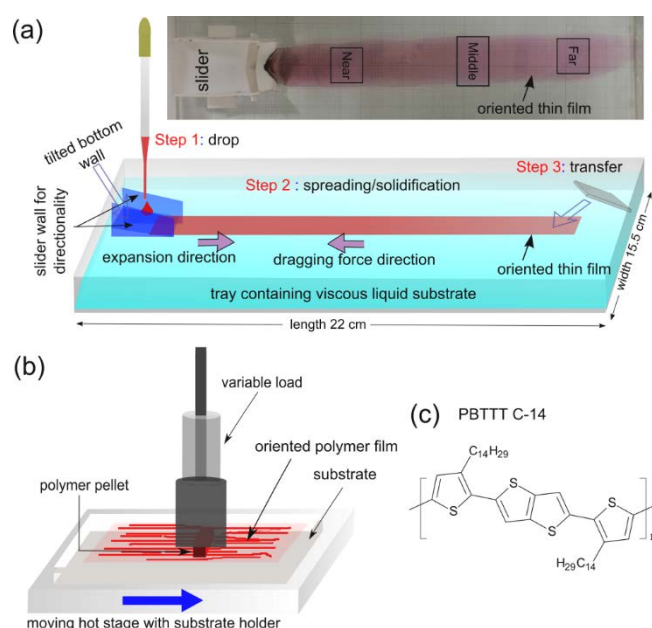 (a)
slider
Near
Middle
Far
oriented thin film
Step 1: drop
tilted bottom
wall
slider wall for
directionality
Step 2 : spreading/solidification
Step 3: transfer
expansion direction
dragging force direction
oriented thin film
tray containing viscous liquid substrate
width 15.5 cm
length 22 cm
(b)
variable load
oriented polymer film
substrate
polymer pellet
moving hot stage with substrate holder
(c)
PBTTT C-14
C14H29
S
S
S
S
H29C14